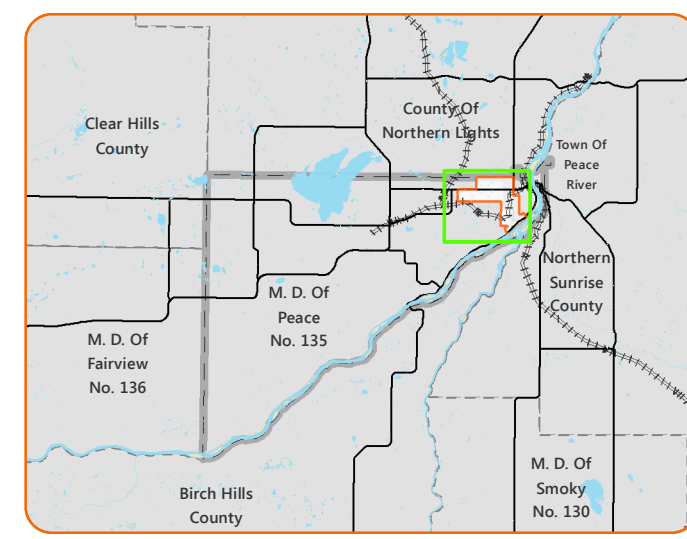 County Of
Northern Lights
Clear Hills
County
Town Of
Peace
River
Northern
Sunrise
County
M. D. Of
Peace
No. 135
M. D. Of
Fairview
No. 136
M. D. Of
Smoky
No. 130
Birch Hills
County